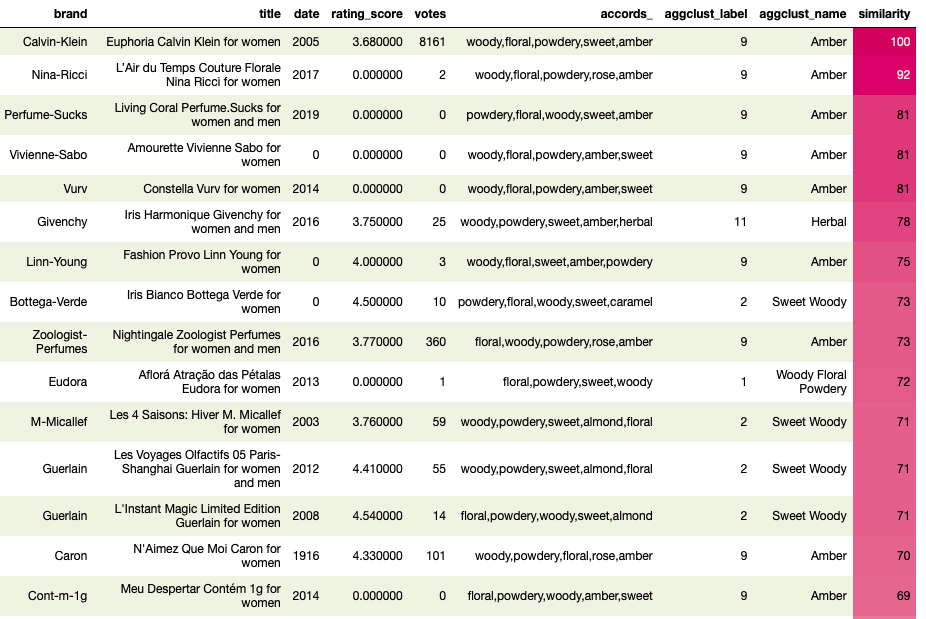 brand title date rating_score votes accords_ aggclust_label aggclust_name similarity
Calvin-Klein Euphoria Calvin Klein for women 2005 3.680000 8161 woody,floral,powdery,sweet,amber 9 Amber 100
Nina-Ricci L'Air du Temps Couture Florale
Nina Ricci for women 2017 0.000000 2 woody,floral,powdery,rose,amber 9 Amber 92
Perfume-Sucks Living Coral Perfume.Sucks for
women and men 2019 0.000000 0 powdery,floral,woody,sweet,amber 9 Amber 81
Vivienne-Sabo Amourette Vivienne Sabo for
women 0 0.000000 0 woody,floral,powdery,amber,sweet 9 Amber 81
Vurv Constella Vurv for women 2014 0.000000 0 woody,floral,powdery,amber,sweet 9 Amber 81
Givenchy Iris Harmonique Givenchy for
women and men 2016 3.750000 25 woody,powdery,sweet,amber,herbal 11 Herbal 78
Linn-Young Fashion Provo Linn Young for
women 0 4.000000 3 woody,floral,sweet,amber,powdery 9 Amber 75
Bottega-Verde Iris Bianco Bottega Verde for
women 0 4.500000 10 powdery,floral,woody,sweet,caramel 2 Sweet Woody 73
Zoologist-
Perfumes Nightingale Zoologist Perfumes
for women and men 2016 3.770000 360 floral,woody,powdery,rose,amber 9 Amber 73
Eudora Aflorá Atração das Pétalas
Eudora for women 2013 0.000000 1 floral,powdery,sweet,woody 1 Woody Floral
Powdery 72
M-Micallef Les 4 Saisons: Hiver M. Micallef
for women 2003 3.760000 59 woody,powdery,sweet,almond,floral 2 Sweet Woody 71
Guerlain Les Voyages Olfactifs 05 Paris-
Shanghai Guerlain for women
and men 2012 4.410000 55 woody,powdery,sweet,almond,floral 2 Sweet Woody 71
Guerlain L'Instant Magic Limited Edition
Guerlain for women 2008 4.540000 14 floral,powdery,woody,sweet,almond 2 Sweet Woody 71
Caron N'Aimez Que Moi Caron for
women 1916 4.330000 101 woody,powdery,floral,rose,amber 9 Amber 70
Cont-m-1g Meu Despertar Contém 1g for
women 2014 0.000000 0 floral,powdery,woody,amber,sweet 9 Amber 69